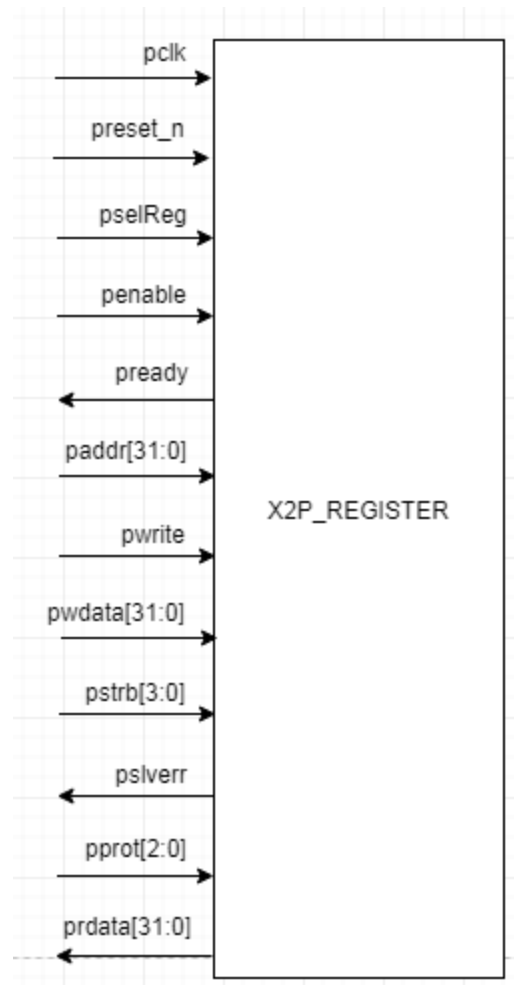 pclk
preset_n
pselReg
penable
pready
paddr[31:0]
X2P_REGISTER
pwrite
pwdata[31:0]
pstrb[3:0]
pslverr
pprot[2:0]
prdata[31:0]